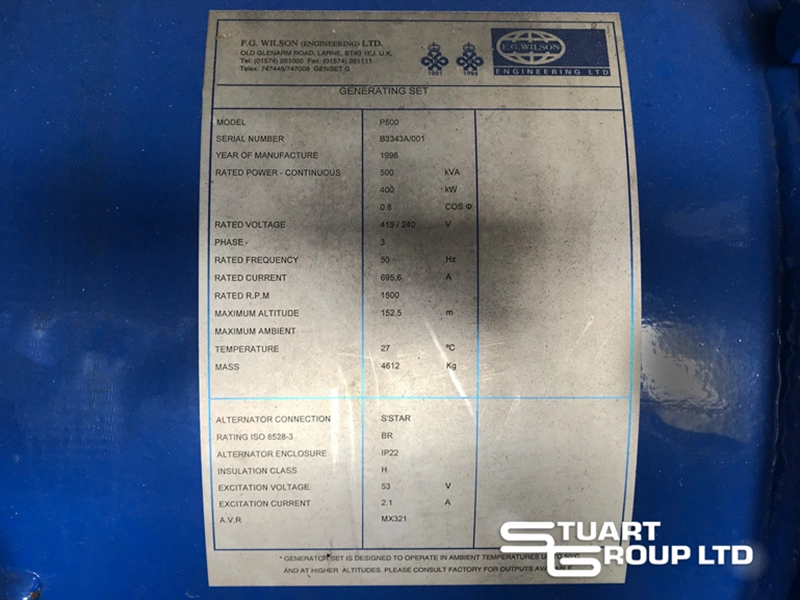 F.G. WILSON (ENGINEERING) LTD.
OLD GLENARM ROAD, LARNE, BT40 1EJ. U.K.
Tel: (01574) 261000 Fax: (01574) 261111
Telex: 747446/747008 GENSET G
1991 1994
F.G. WILSON
ENGINEERING LTD
GENERATING SET
MODEL P500
SERIAL NUMBER B3343A/001
YEAR OF MANUFACTURE 1996
RATED POWER - CONTINUOUS 500 kVA
400 kW
0.8 COS Φ
RATED VOLTAGE 415 / 240 V
PHASE - 3
RATED FREQUENCY 50 Hz
RATED CURRENT 695.6 A
RATED R.P.M 1500
MAXIMUM ALTITUDE 152.5 m
MAXIMUM AMBIENT
TEMPERATURE 27 ºC
MASS 4612 Kg
ALTERNATOR CONNECTION S'STAR
RATING ISO 8528-3 BR
ALTERNATOR ENCLOSURE IP22
INSULATION CLASS H
EXCITATION VOLTAGE 53 V
EXCITATION CURRENT 2.1 A
A.V.R MX321
* GENERATOR SET IS DESIGNED TO OPERATE IN AMBIENT TEMPERATURES UP TO
AND AT HIGHER ALTITUDES. PLEASE CONSULT FACTORY FOR OUTPUTS AVAILABLE
STUART
GROUP LTD